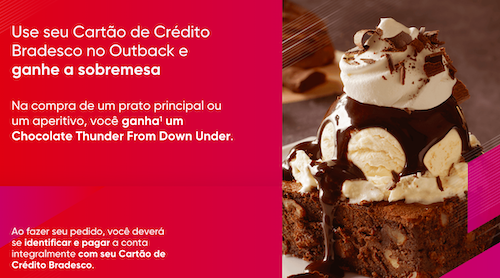 Use seu Cartão de Crédito
Bradesco no Outback e
ganhe a sobremesa
Na compra de um prato principal ou
um aperitivo, você ganha¹ um
Chocolate Thunder From Down Under.
Ao fazer seu pedido, você deverá
se identificar e pagar a conta
integralmente com seu Cartão de
Crédito Bradesco.